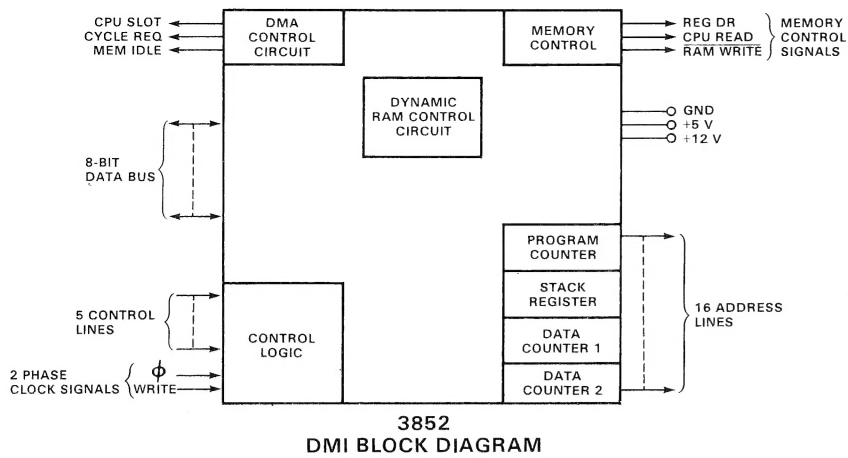 CPU SLOT
CYCLE REQ
MEM IDLE
DMA
CONTROL
CIRCUIT
MEMORY
CONTROL
REG DR
CPU READ
RAM WRITE
MEMORY
CONTROL
SIGNALS
DYNAMIC
RAM CONTROL
CIRCUIT
GND
+5 V
+12 V
8-BIT
DATA BUS
PROGRAM
COUNTER
STACK
REGISTER
DATA
COUNTER 1
DATA
COUNTER 2
16 ADDRESS
LINES
5 CONTROL
LINES
CONTROL
LOGIC
2 PHASE
CLOCK SIGNALS
ϕ
WRITE
3852
DMI BLOCK DIAGRAM